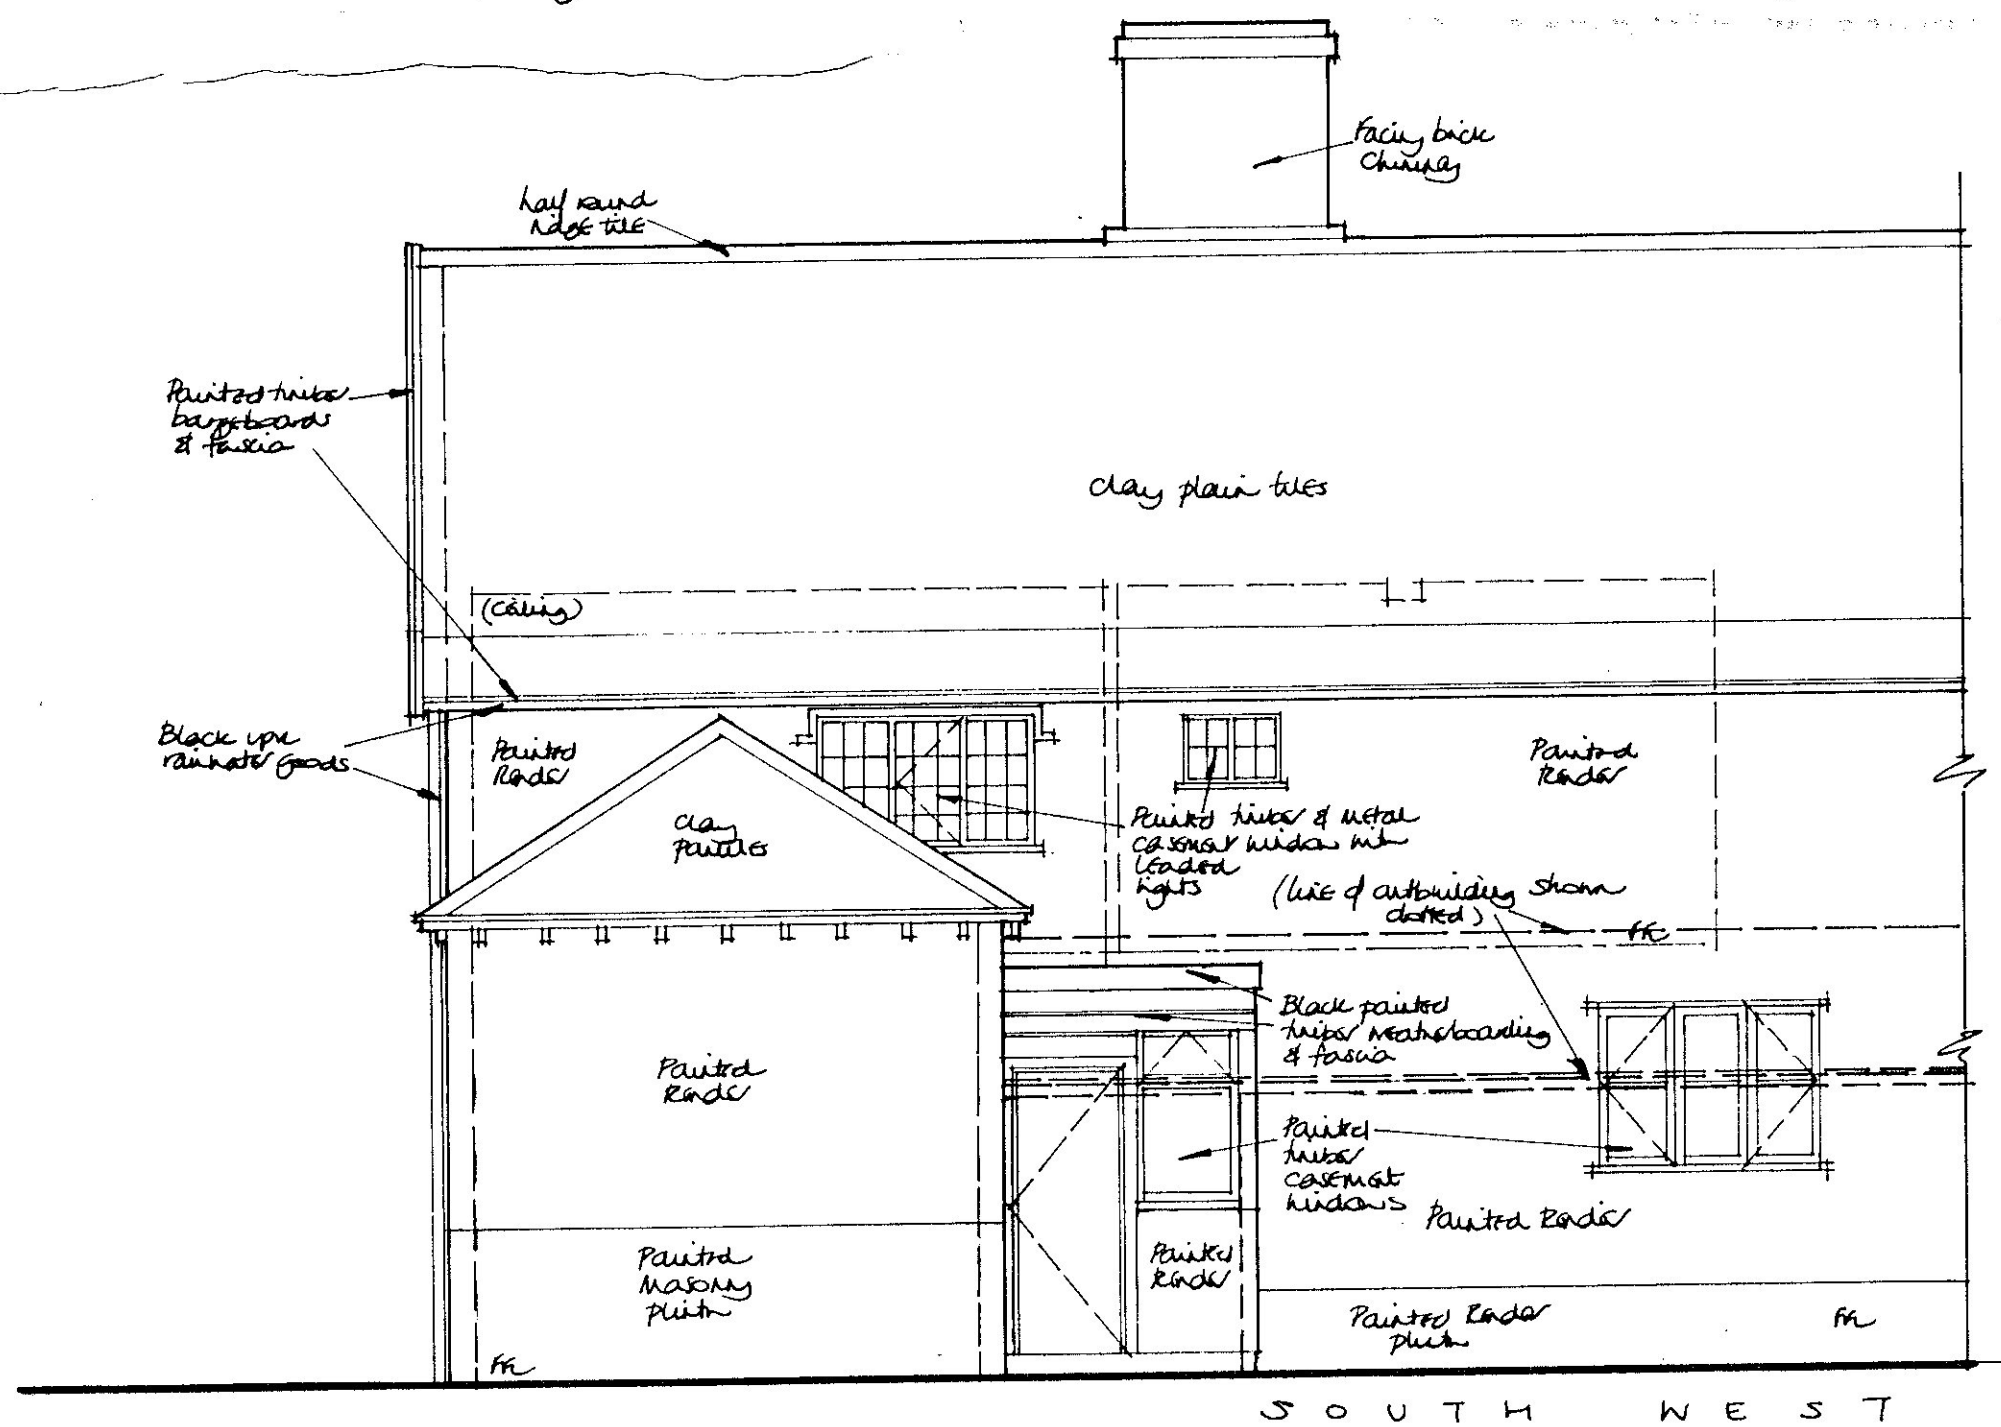 Facing brick
Chimney
half round
ridge tile
Painted timber
bargeboards
& fascia
clay plain tiles
(ceiling)
Black upvc
rainwater goods
Painted
Render
Painted
Render
clay
pantiles
Painted timber & metal
casement window with
leaded
lights
(line of outbuilding shown
dotted)
FFL
Black painted
timber weatherboarding
& fascia
Painted
Render
Painted
timber
casement
windows
Painted Render
Painted
Masonry
plinth
Painted
Render
Painted Render
plinth
FFL
FFL
SOUTH WEST